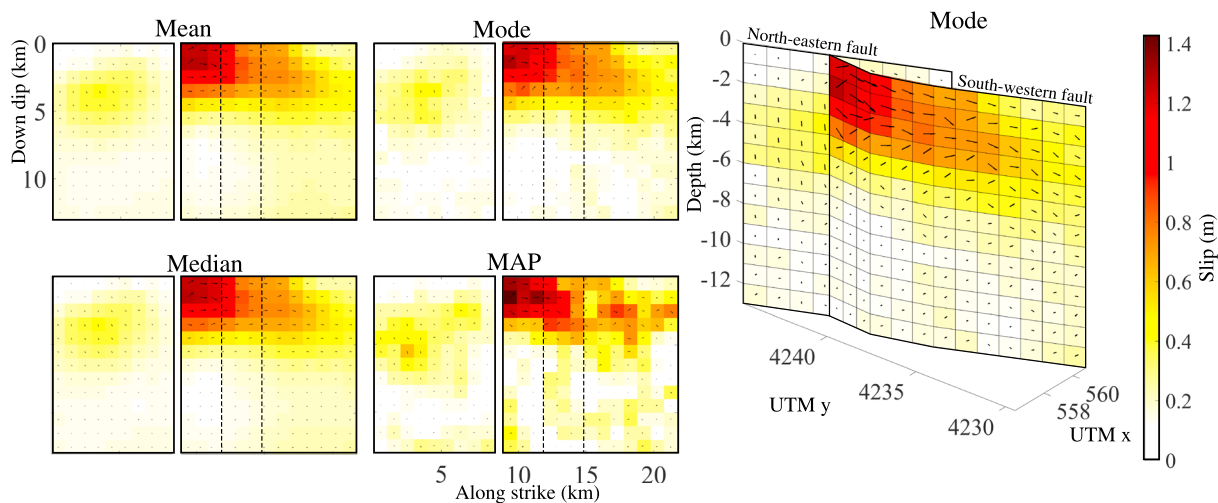 Mean
Mode
Mode
0
5
10
Down dip (km)
Median
MAP
5
10
15
20
Along strike (km)
North-eastern fault
South-western fault
0
-2
-4
-6
-8
-10
-12
Depth (km)
4240
4235
4230
UTM y
560
558
UTM x
1.4
1.2
1
0.8
0.6
0.4
0.2
0
Slip (m)